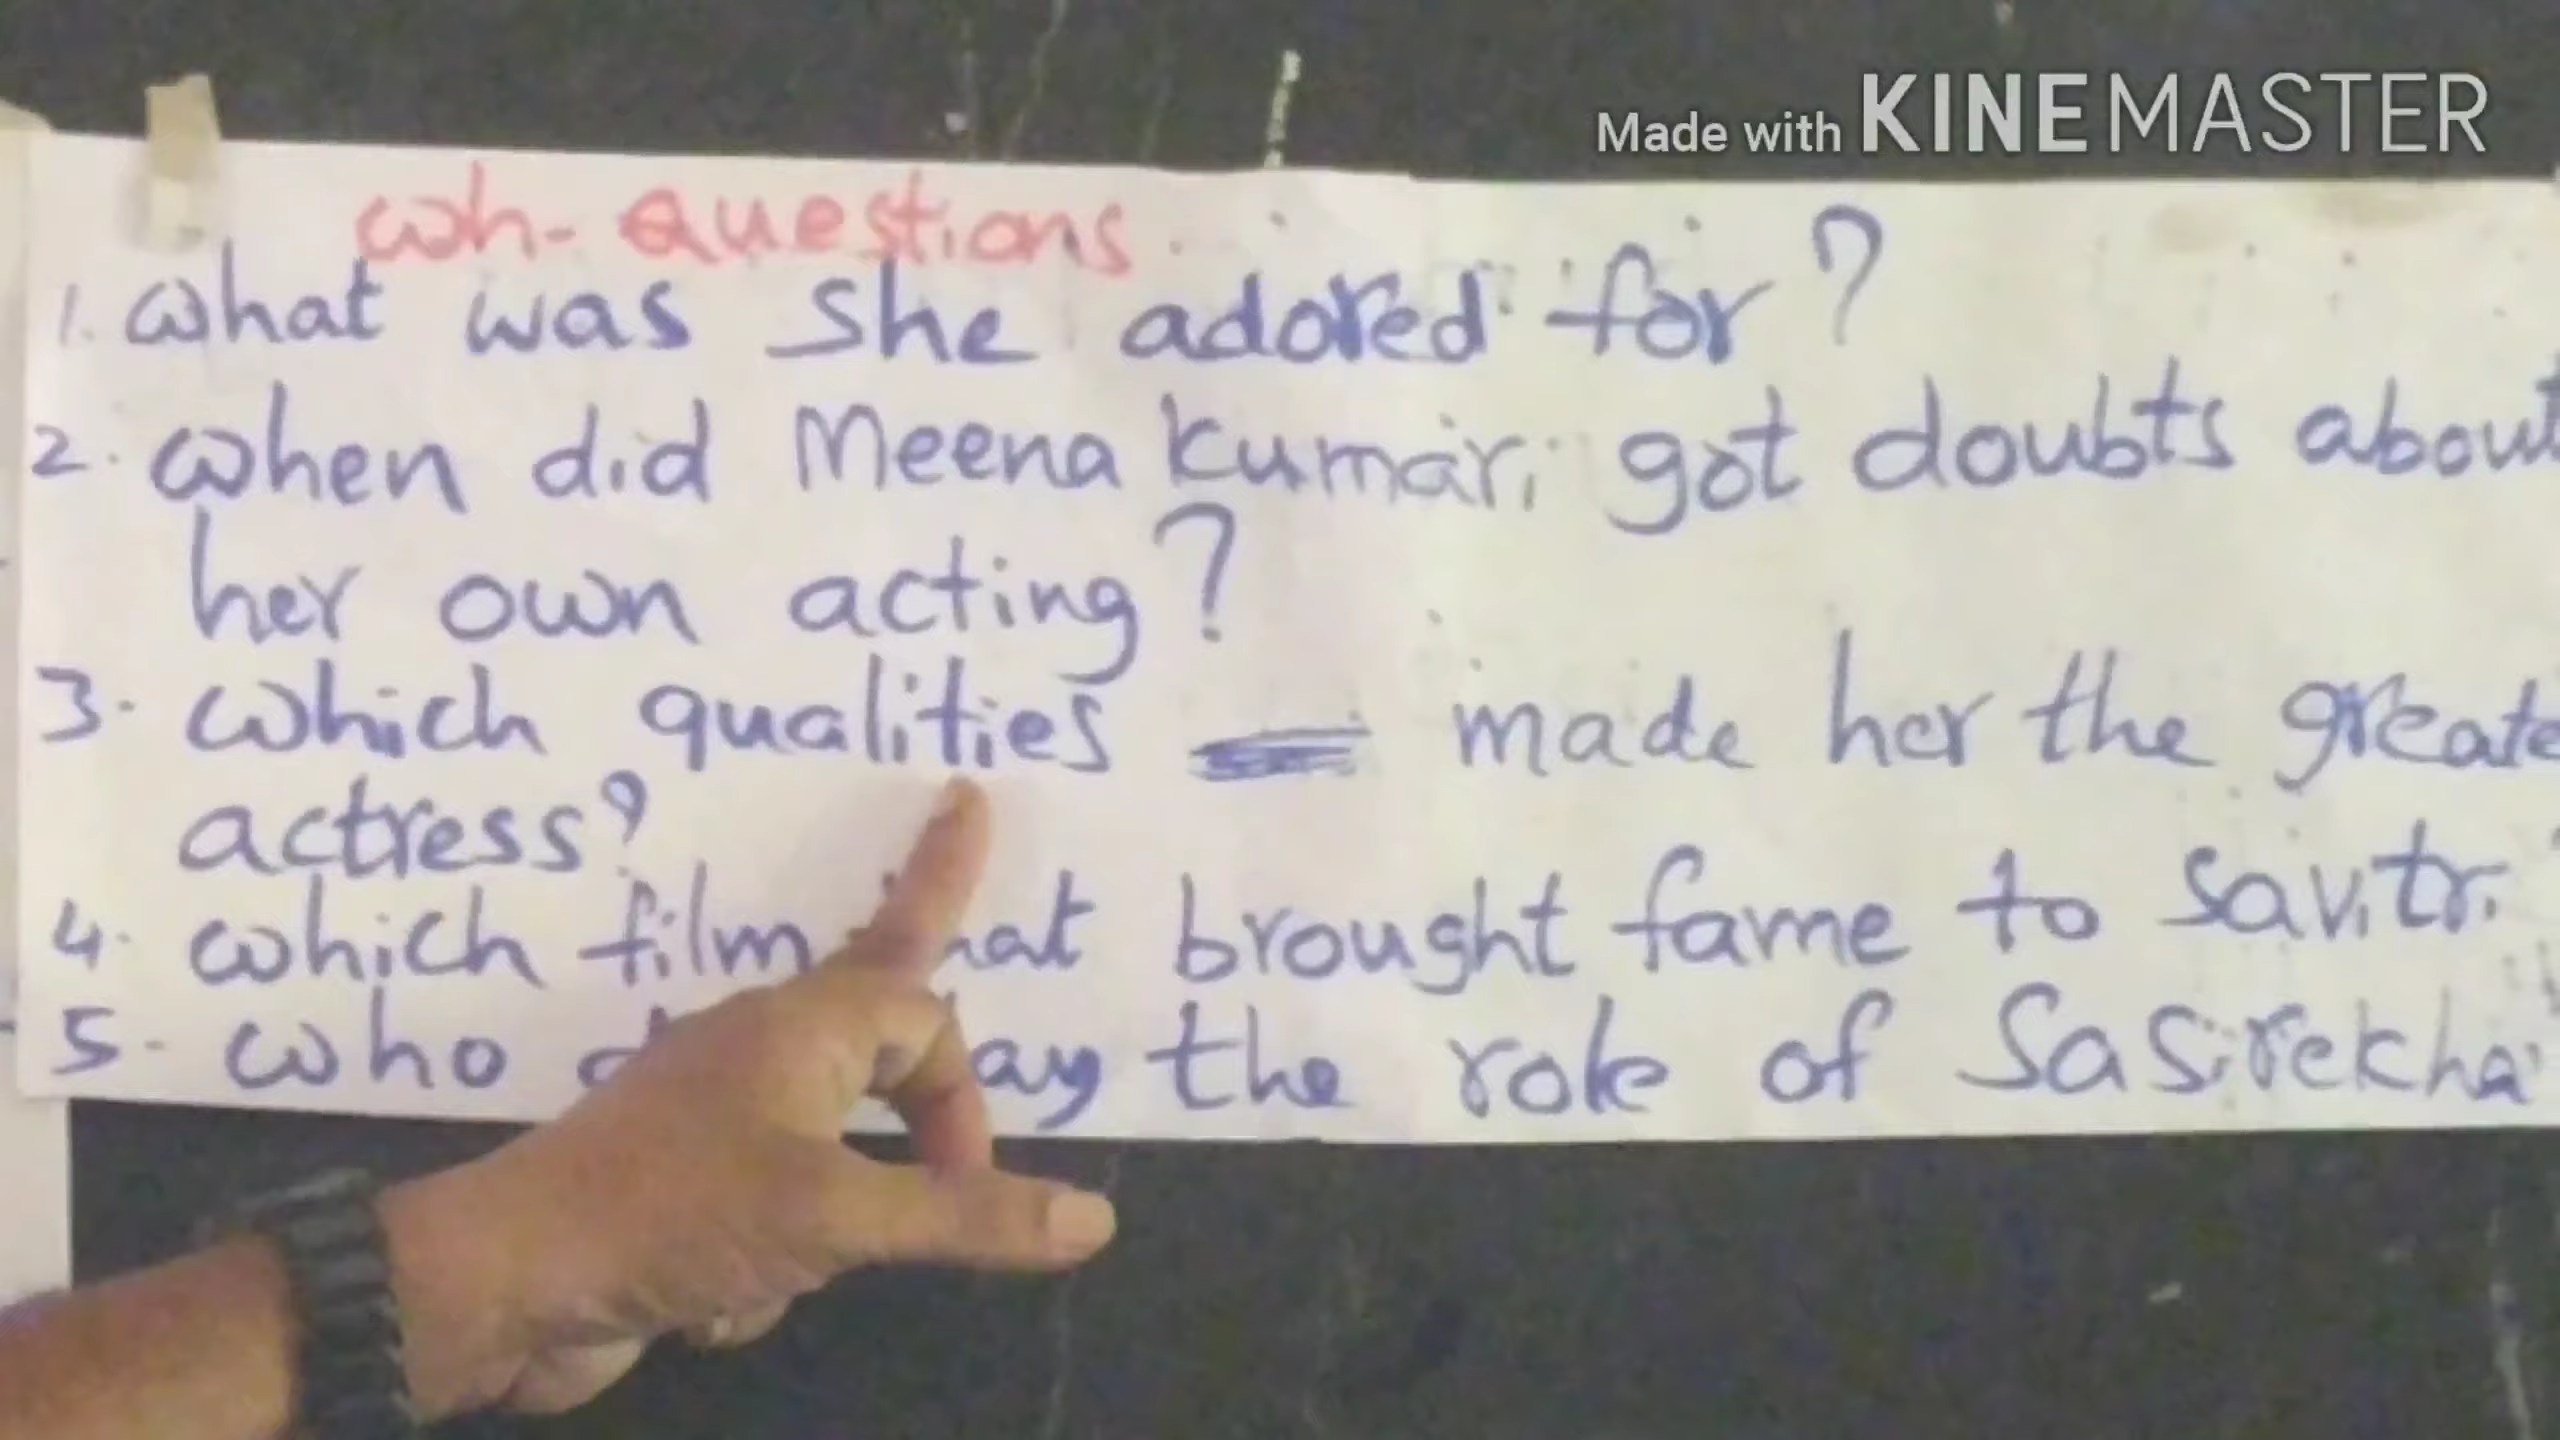 Made with KINEMASTER
wh- Questions
1. what was she adored for?
2. when did Meena kumari got doubts about
her own acting?
3. which qualities made her the
actress?
4. which film brought fame to savitri
5. who the role of Sasirekha